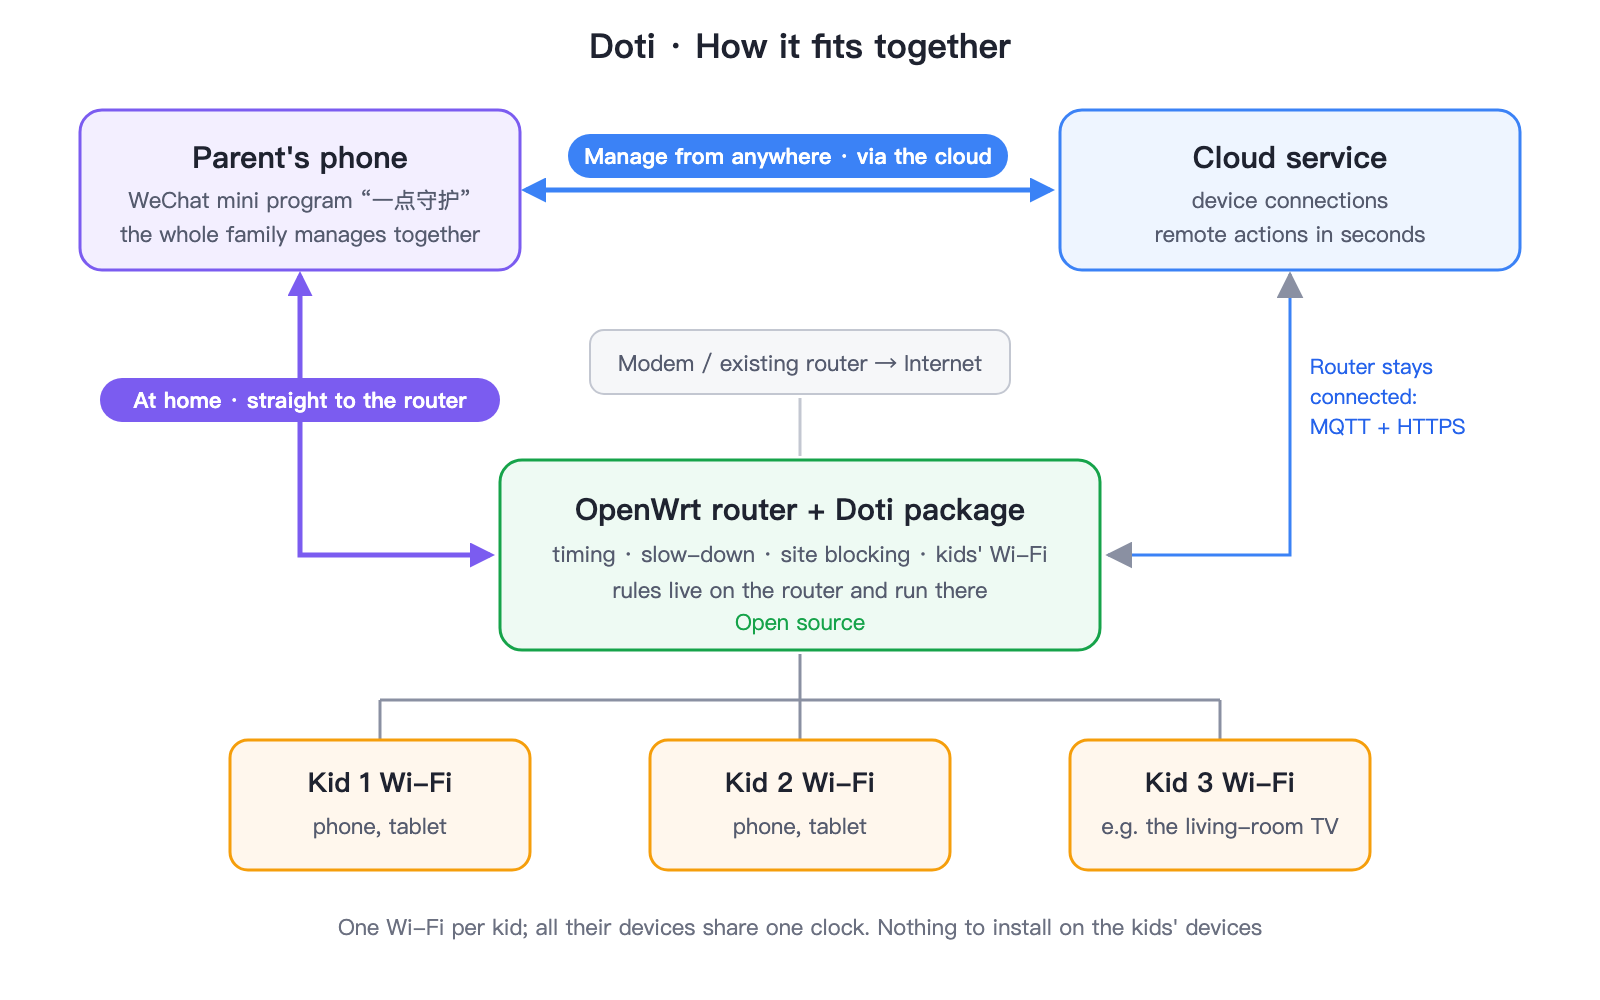 Doti · How it fits together
Parent's phone
WeChat mini program “一点守护”
the whole family manages together
Manage from anywhere · via the cloud
Cloud service
device connections
remote actions in seconds
Modem / existing router → Internet
Router stays
connected:
MQTT + HTTPS
At home · straight to the router
OpenWrt router + Doti package
timing · slow-down · site blocking · kids' Wi-Fi
rules live on the router and run there
Open source
Kid 1 Wi-Fi
phone, tablet
Kid 2 Wi-Fi
phone, tablet
Kid 3 Wi-Fi
e.g. the living-room TV
One Wi-Fi per kid; all their devices share one clock. Nothing to install on the kids' devices